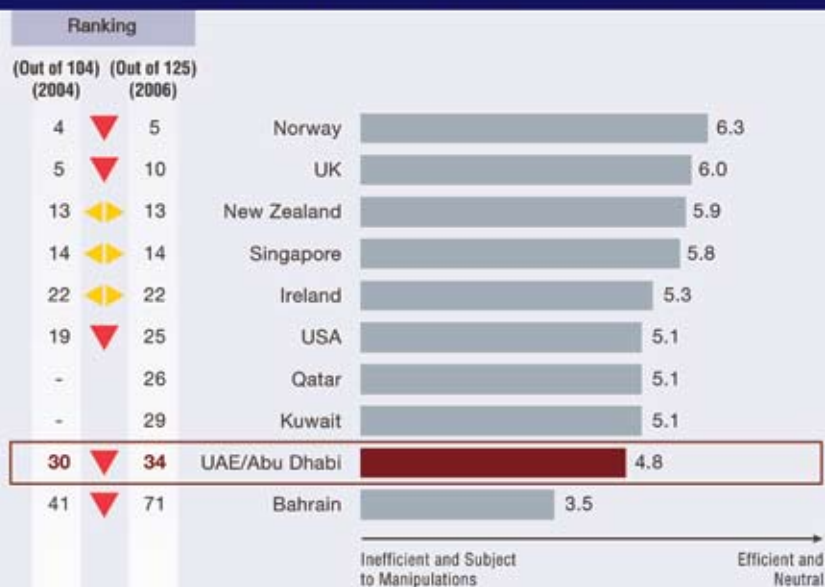 Ranking
(Out of 104) (Out of 125)
(2004) (2006)
4 5 Norway 6.3
5 10 UK 6.0
13 13 New Zealand 5.9
14 14 Singapore 5.8
22 22 Ireland 5.3
19 25 USA 5.1
- 26 Qatar 5.1
- 29 Kuwait 5.1
30 34 UAE/Abu Dhabi 4.8
41 71 Bahrain 3.5
Inefficient and Subject Efficient and
to Manipulations Neutral